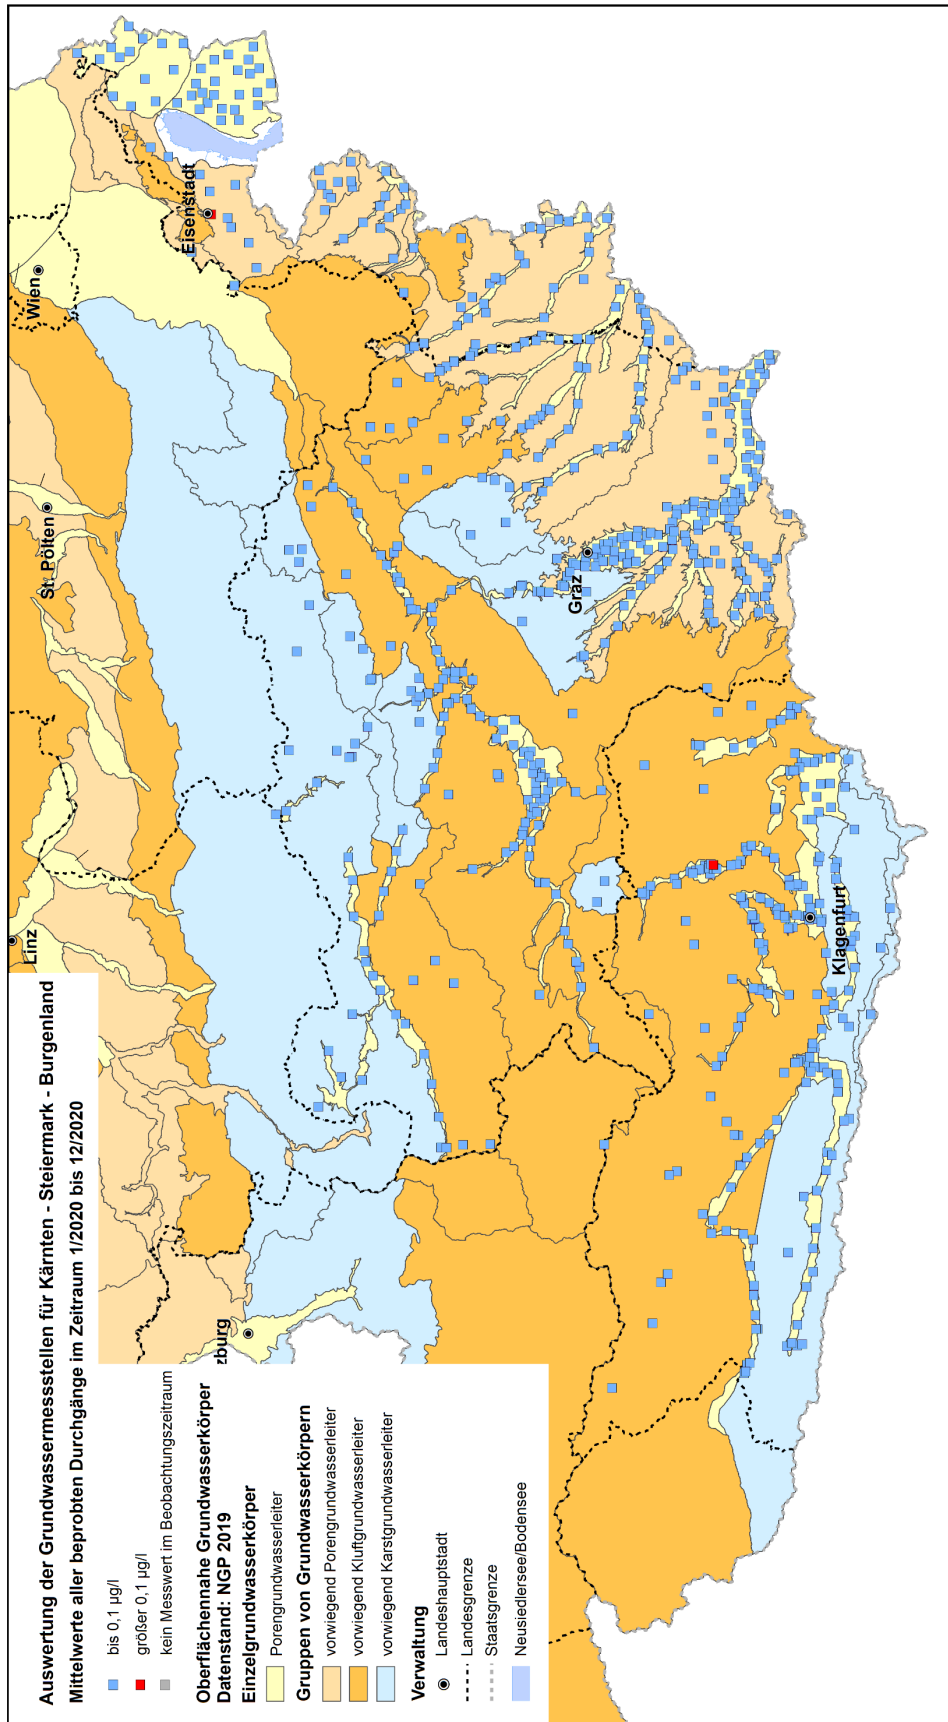 Auswertung der Grundwassermessstellen für Kärnten - Steiermark - Burgenland
Mittelwerte aller beprobten Durchgänge im Zeitraum 1/2020 bis 12/2020
bis 0,1 µg/l
größer 0,1 µg/l
kein Messwert im Beobachtungszeitraum
Oberflächennahe Grundwasserkörper
Datenstand: NGP 2019
Einzelgrundwasserkörper
Porengrundwasserleiter
Gruppen von Grundwasserkörpern
vorwiegend Porengrundwasserleiter
vorwiegend Kluftgrundwasserleiter
vorwiegend Karstgrundwasserleiter
Verwaltung
Landeshauptstadt
Landesgrenze
Staatsgrenze
Neusiedlersee/Bodensee
zburg
Linz
St. Pölten
Wien
Eisenstadt
Graz
Klagenfurt